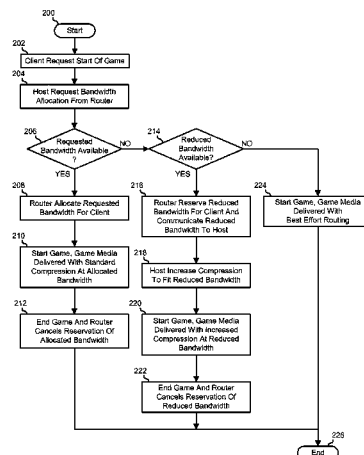 200
Start
202
Client Request Start Of Game
204
Host Request Bandwidth
Allocation From Router
206
Requested
Bandwidth Available
?
NO
YES
214
Reduced
Bandwidth
Available?
NO
YES
208
Router Allocate Requested
Bandwidth For Client
210
Start Game, Game Media
Delivered With Standard
Compression At Allocated
Bandwidth
212
End Game And Router
Cancels Reservation Of
Allocated Bandwidth
216
Router Reserve Reduced
Bandwidth For Client And
Communicate Reduced
Bandwidth To Host
218
Host Increase Compression
To Fit Reduced Bandwidth
220
Start Game, Game Media
Delivered With Increased
Compression At Reduced
Bandwidth
222
End Game And Router
Cancels Reservation Of
Reduced Bandwidth
224
Start Game, Game Media
Delivered With
Best Effort Routing
226
End